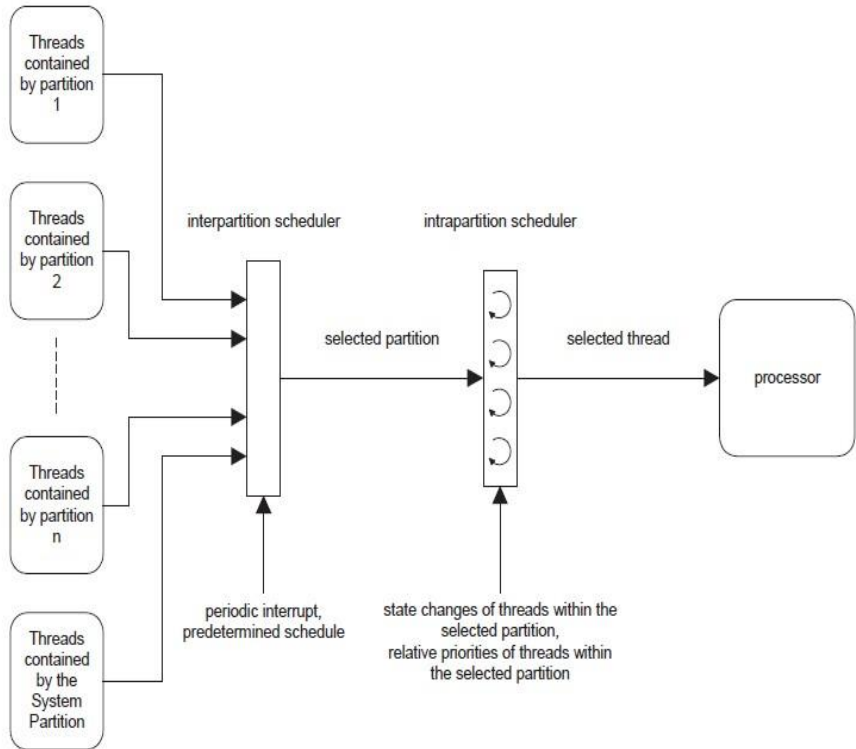 Threads
contained
by partition
1
Threads
contained
by partition
2
interpartition scheduler
intrapartition scheduler
selected partition
selected thread
processor
Threads
contained
by partition
n
periodic interrupt,
predetermined schedule
state changes of threads within the
selected partition,
relative priorities of threads within
the selected partition
Threads
contained
by the
System
Partition